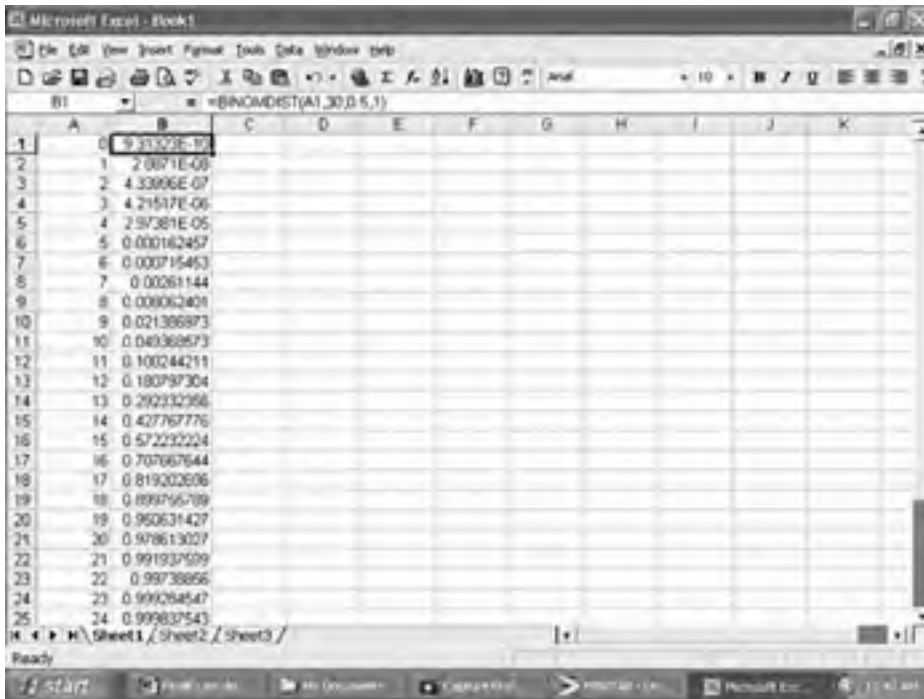 Microsoft Excel - Book1
File Edit View Insert Format Tools Data Window Help
Arial 10 B I U
B1 = =BINOMDIST(A1,30,0.5,1)
A B C D E F G H I J K
1 0 9.31323E-10
2 1 2.8871E-08
3 2 4.33996E-07
4 3 4.21517E-06
5 4 2.97381E-05
6 5 0.000162457
7 6 0.000715453
8 7 0.00261144
9 8 0.008062401
10 9 0.021386973
11 10 0.049368573
12 11 0.100244211
13 12 0.180797304
14 13 0.292332356
15 14 0.427767776
16 15 0.572232224
17 16 0.707667644
18 17 0.819202696
19 18 0.899755789
20 19 0.950631427
21 20 0.978613027
22 21 0.991937599
23 22 0.99738856
24 23 0.999284547
25 24 0.999837543
Sheet1 / Sheet2 / Sheet3 /
Ready
start My Documents Microsoft Exc...